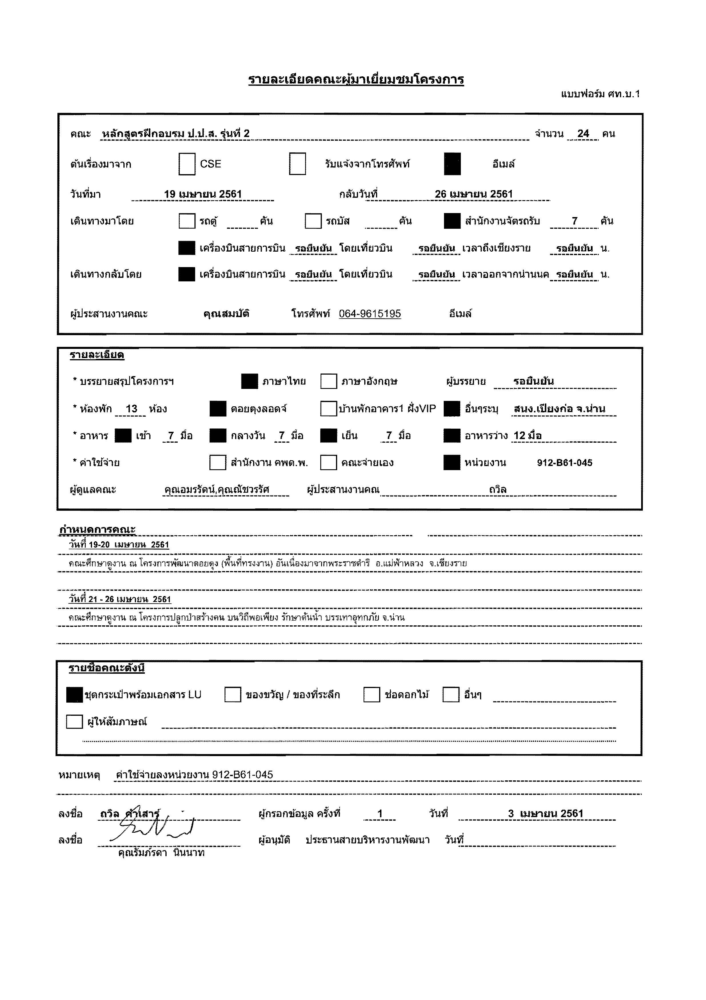 รายละเอียดคณะผู้มาเยี่ยมชมโครงการ
แบบฟอร์ม ศท.บ.1
คณะ หลักสูตรฝึกอบรม ป.ป.ส. รุ่นที่ 2 จำนวน 24 คน
ต้นเรื่องมาจาก CSE รับแจ้งจากโทรศัพท์ อีเมล์
วันที่มา 19 เมษายน 2561 กลับวันที่ 26 เมษายน 2561
เดินทางมาโดย รถตู้ คัน รถบัส คัน สำนักงานจัดรถรับ 7 คัน
เครื่องบินสายการบิน รอยืนยัน โดยเที่ยวบิน รอยืนยัน เวลาถึงเชียงราย รอยืนยัน น.
เดินทางกลับโดย เครื่องบินสายการบิน รอยืนยัน โดยเที่ยวบิน รอยืนยัน เวลาออกจากน่านนค รอยืนยัน น.
ผู้ประสานงานคณะ คุณสมบัติ โทรศัพท์ 064-9615195 อีเมล์
รายละเอียด
* บรรยายสรุปโครงการฯ ภาษาไทย ภาษาอังกฤษ ผู้บรรยาย รอยืนยัน
* ห้องพัก 13 ห้อง ดอยตุงลอดจ์ บ้านพักอาคาร1 ฝั่งVIP อื่นๆระบุ สนง.เปียงก่อ จ.น่าน
* อาหาร เช้า 7 มื้อ กลางวัน 7 มื้อ เย็น 7 มื้อ อาหารว่าง 12 มื้อ
* ค่าใช้จ่าย สำนักงาน คพต.พ. คณะจ่ายเอง หน่วยงาน 912-B61-045
ผู้ดูแลคณะ คุณอมรรัตน์,คุณณัชวรรัศ ผู้ประสานงานคณ ถวิล
กำหนดการคณะ
วันที่ 19-20 เมษายน 2561
คณะศึกษาดูงาน ณ โครงการพัฒนาดอยตุง (พื้นที่ทรงงาน) อันเนื่องมาจากพระราชดำริ อ.แม่ฟ้าหลวง จ.เชียงราย
วันที่ 21 - 26 เมษายน 2561
คณะศึกษาดูงาน ณ โครงการปลูกป่าสร้างคน บนวิถีพอเพียง รักษาต้นน้ำ บรรเทาอุทกภัย จ.น่าน
รายชื่อคณะดังนี้
ชุดกระเป๋าพร้อมเอกสาร LU ของขวัญ / ของที่ระลึก ช่อดอกไม้ อื่นๆ
ผู้ให้สัมภาษณ์
หมายเหตุ ค่าใช้จ่ายลงหน่วยงาน 912-B61-045
ลงชื่อ ถวิล คำเสาร์ ผู้กรอกข้อมูล ครั้งที่ 1 วันที่ 3 เมษายน 2561
ลงชื่อ ผู้อนุมัติ ประธานสายบริหารงานพัฒนา วันที่
คุณรัมภ์รดา นินนาท